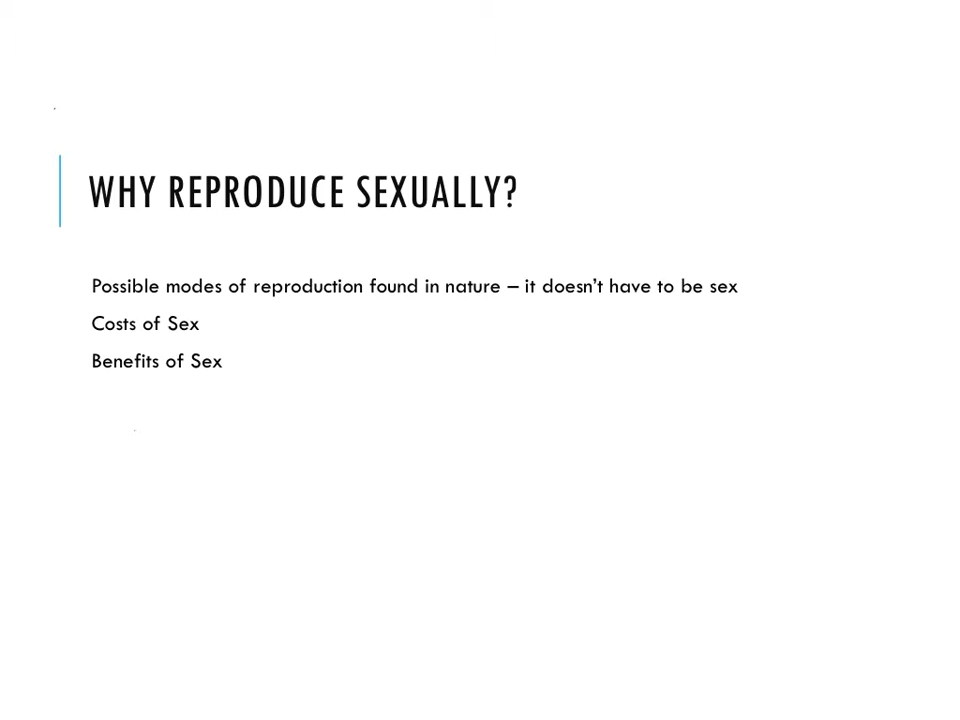 WHY REPRODUCE SEXUALLY?
Possible modes of reproduction found in nature – it doesn’t have to be sex
Costs of Sex
Benefits of Sex